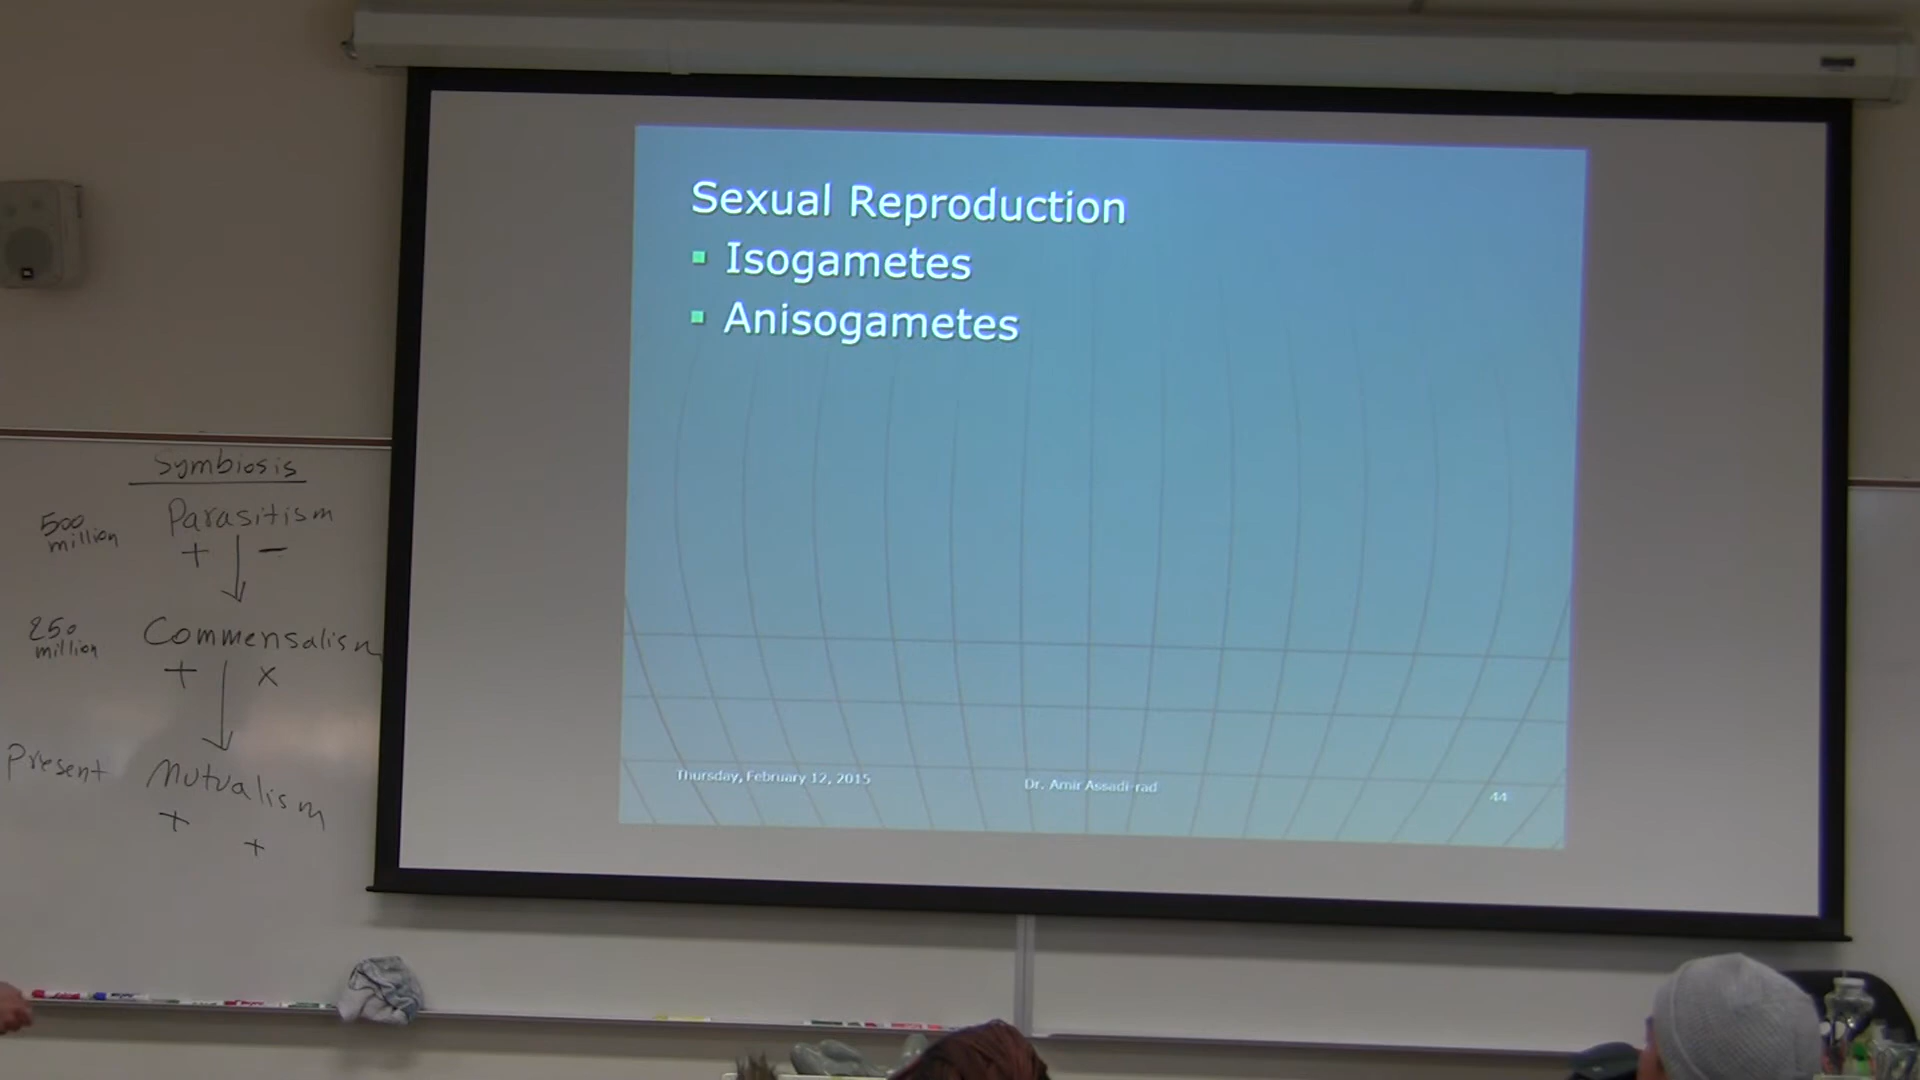 Sexual Reproduction
Isogametes
Anisogametes
Thursday, February 12, 2015
Dr. Amir Assadi-rad
44
Symbiosis
500 million
Parasitism
+ −
250 million
Commensalism
+ x
Present
Mutualism
+ +